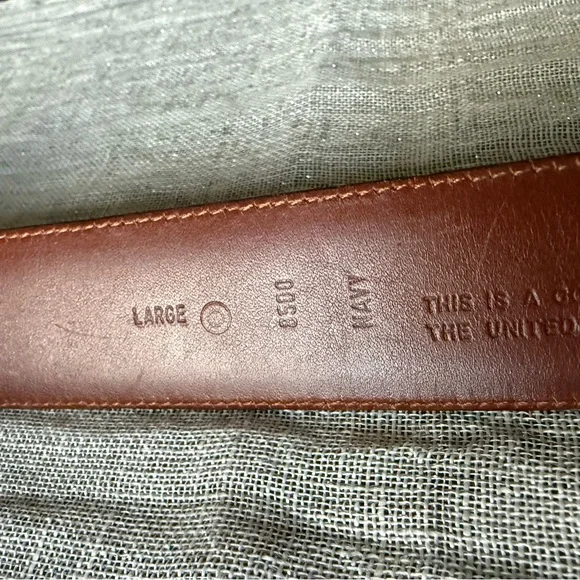 LARGE
8500
NAVY
THIS IS A
THE UNITED